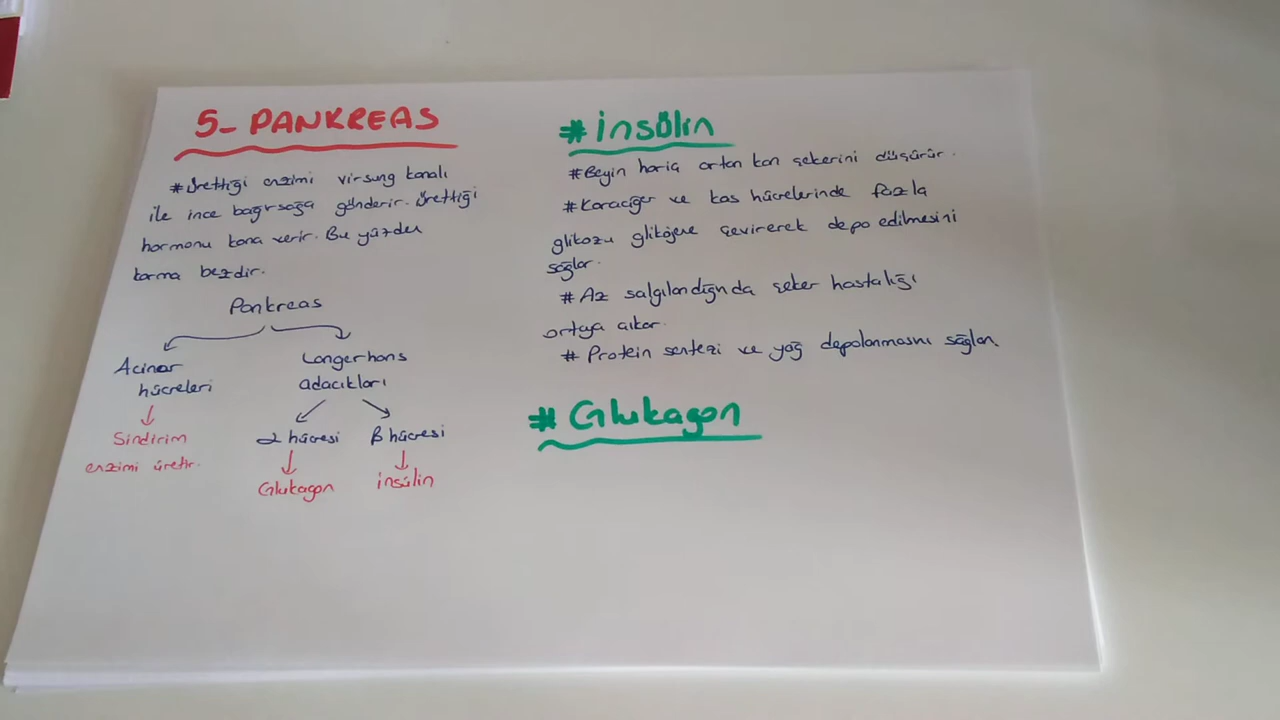 5- PANKREAS
#Ürettiği enzimi virsung kanalı
ile ince bağırsağa gönderir. Ürettiği
hormonu kana verir. Bu yüzden
karma bezdir.
Pankreas
Acinar
hücreleri
Sindirim
enzimi üretir.
Langerhans
adacıkları
α hücresi
β hücresi
Glukagon
insülin
# insülin
#Beyin hariç artan kan şekerini düşürür.
#Karaciğer ve kas hücrelerinde fazla
glikozu glikojene çevirerek depo edilmesini
sağlar.
# Az salgılandığında şeker hastalığı
ortaya çıkar.
# Protein sentezi ve yağ depolanmasını sağlar.
# Glukagon